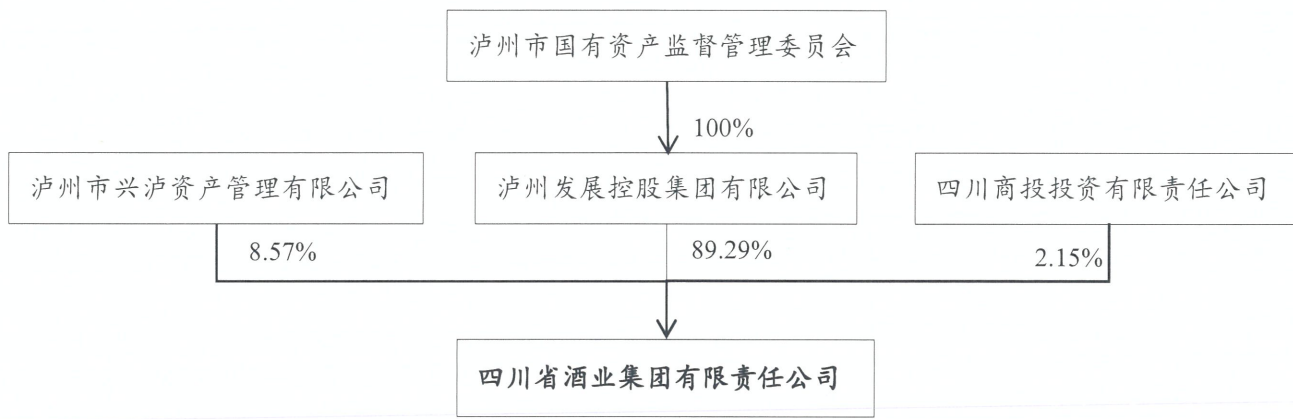 泸州市国有资产监督管理委员会
100%
泸州市兴泸资产管理有限公司
泸州发展控股集团有限公司
四川商投投资有限责任公司
8.57%
89.29%
2.15%
四川省酒业集团有限责任公司